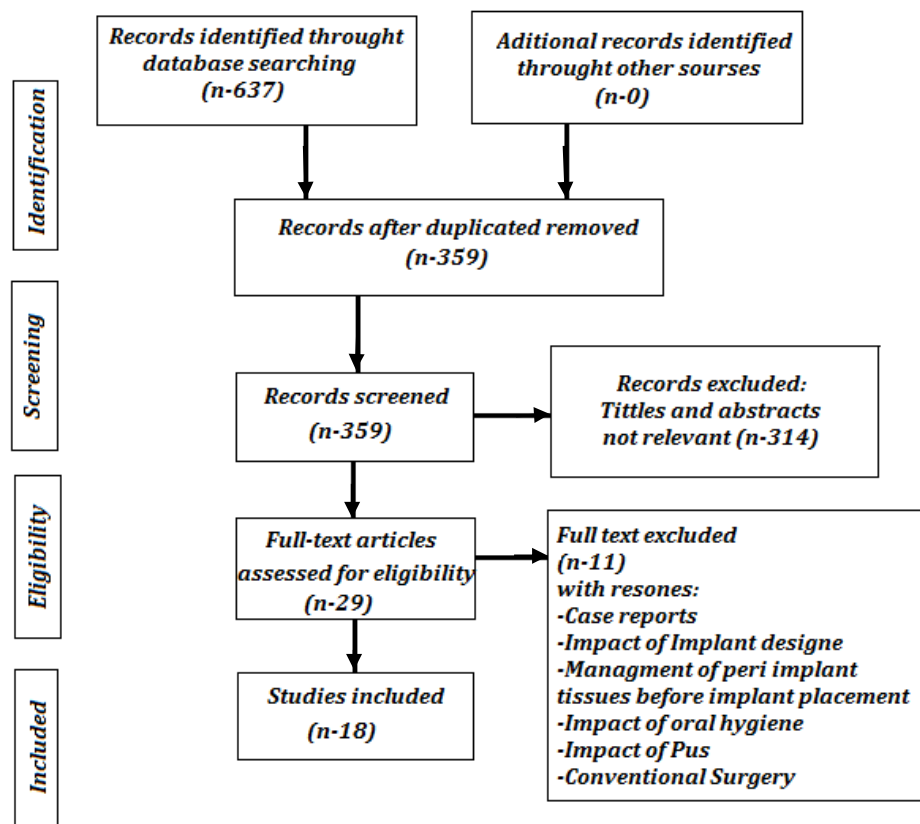 Identification
Records identified throught
database searching
(n-637)
Aditional records identified
throught other sourses
(n-0)
Records after duplicated removed
(n-359)
Screening
Records screened
(n-359)
Records excluded:
Tittles and abstracts
not relevant (n-314)
Eligibility
Full-text articles
assessed for eligibility
(n-29)
Full text excluded
(n-11)
with resones:
-Case reports
-Impact of Implant designe
-Managment of peri implant
tissues before implant placement
-Impact of oral hygiene
-Impact of Pus
-Conventional Surgery
Included
Studies included
(n-18)